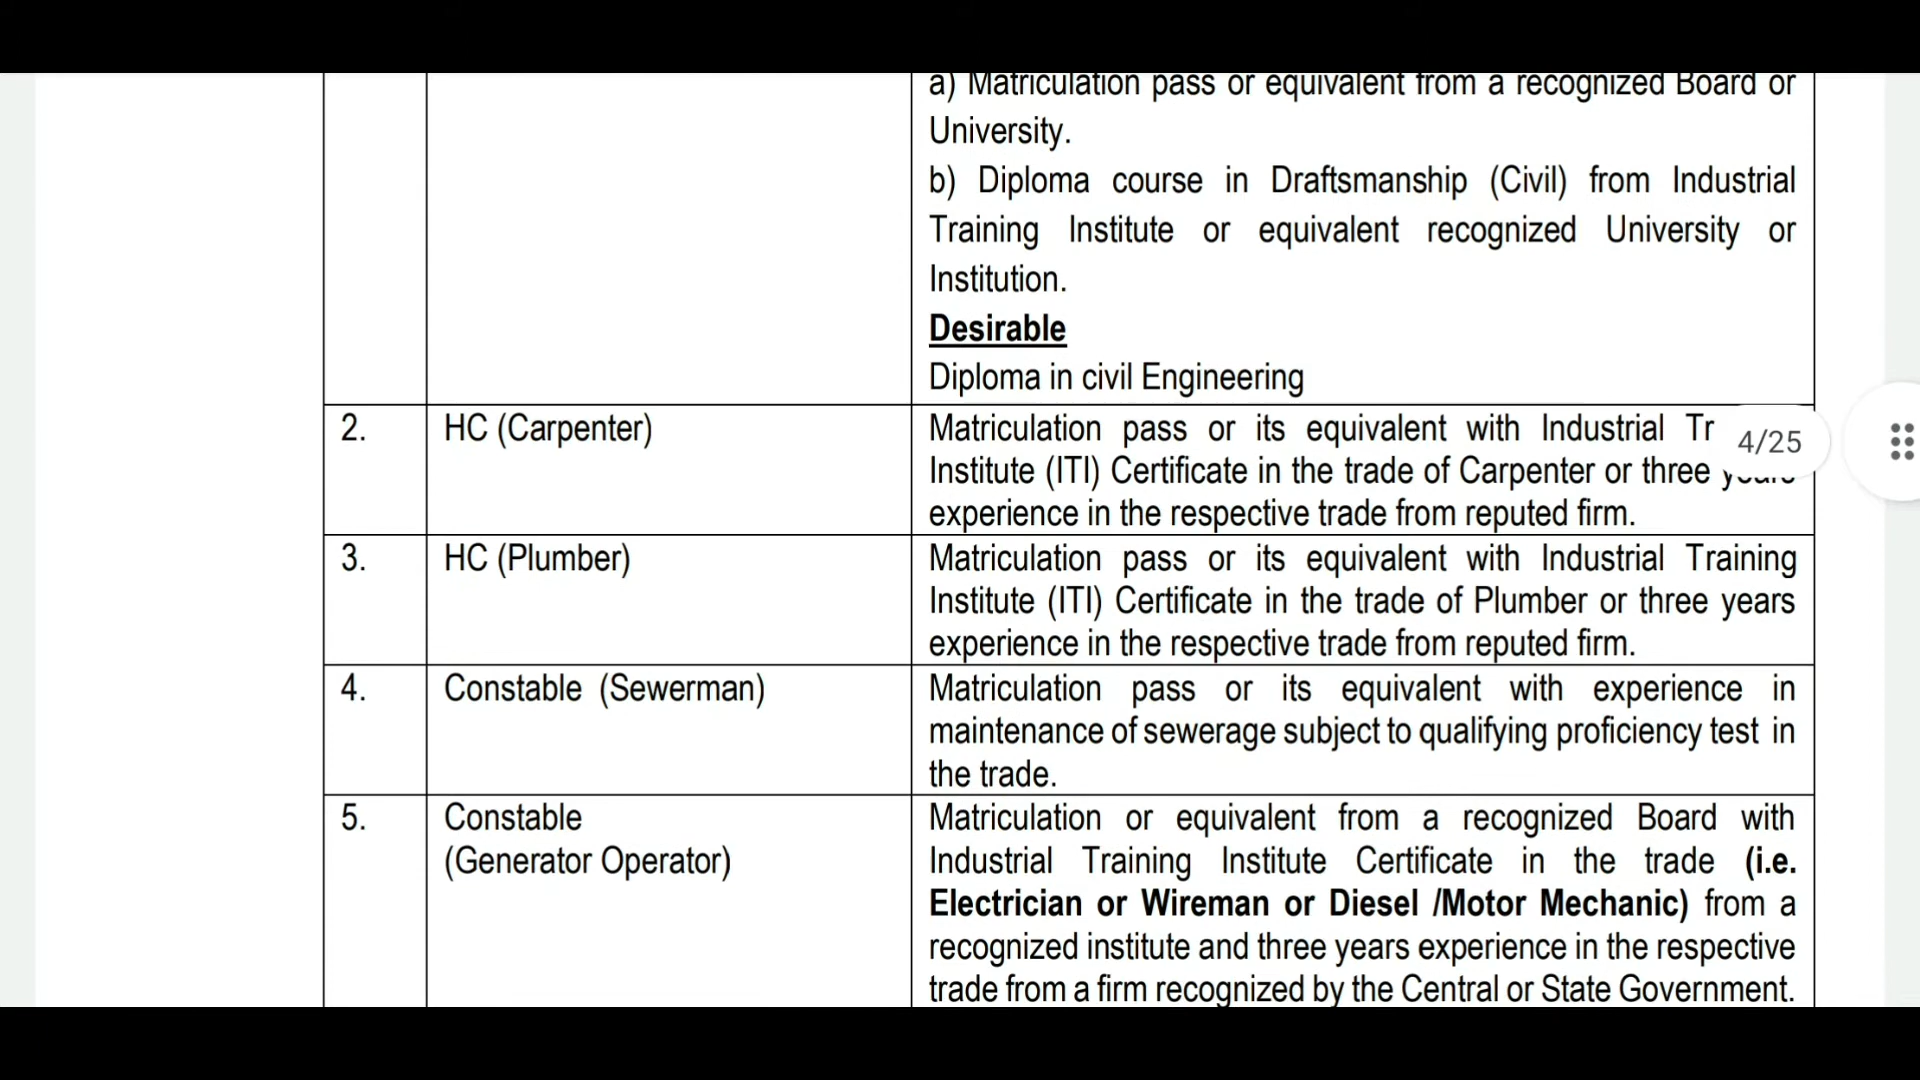 a) Matriculation pass or equivalent from a recognized Board or
University.
b) Diploma course in Draftsmanship (Civil) from Industrial
Training Institute or equivalent recognized University or
Institution.
Desirable
Diploma in civil Engineering
2. HC (Carpenter)
Matriculation pass or its equivalent with Industrial Tr
Institute (ITI) Certificate in the trade of Carpenter or three years
experience in the respective trade from reputed firm.
4/25
3. HC (Plumber)
Matriculation pass or its equivalent with Industrial Training
Institute (ITI) Certificate in the trade of Plumber or three years
experience in the respective trade from reputed firm.
4. Constable (Sewerman)
Matriculation pass or its equivalent with experience in
maintenance of sewerage subject to qualifying proficiency test in
the trade.
5. Constable
(Generator Operator)
Matriculation or equivalent from a recognized Board with
Industrial Training Institute Certificate in the trade (i.e.
Electrician or Wireman or Diesel /Motor Mechanic) from a
recognized institute and three years experience in the respective
trade from a firm recognized by the Central or State Government.